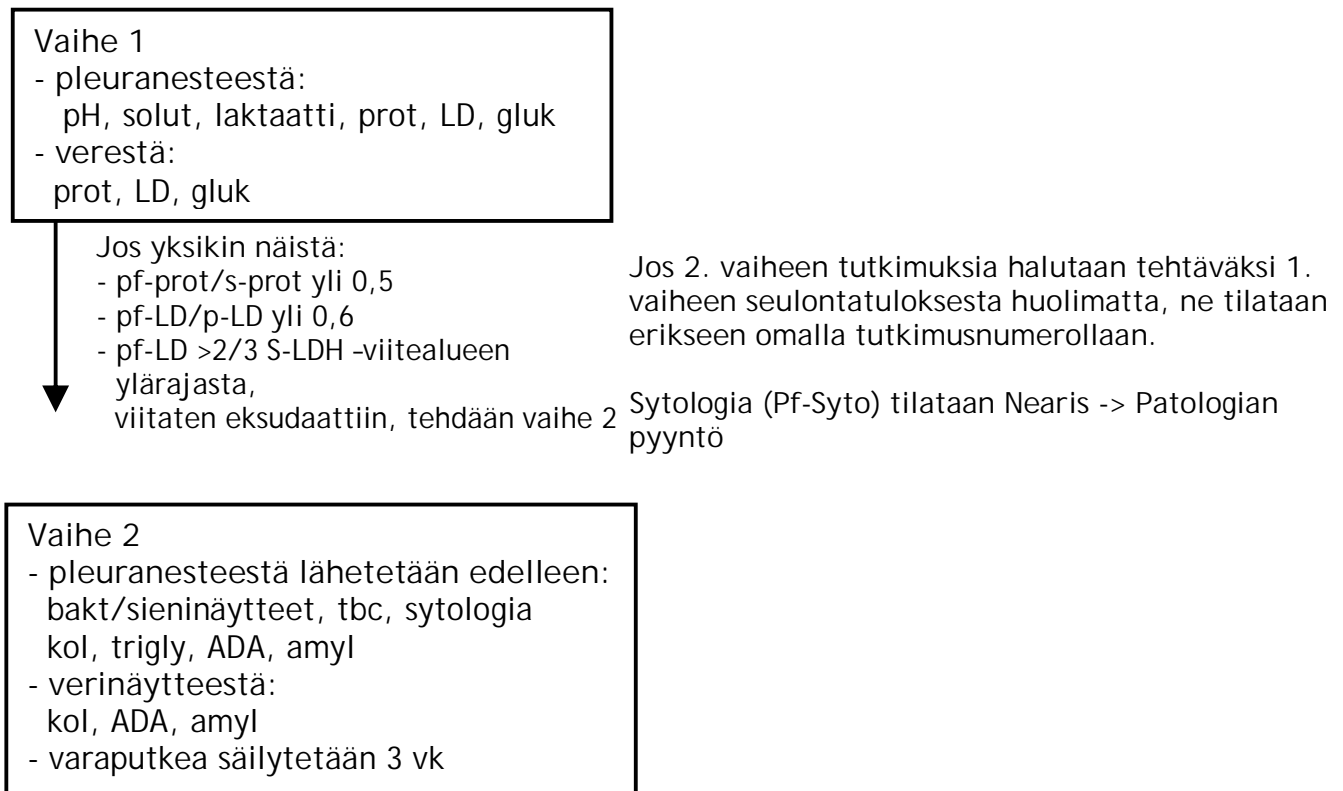 Vaihe 1
- pleuranesteestä:
pH, solut, laktaatti, prot, LD, gluk
- verestä:
prot, LD, gluk
Jos yksikin näistä:
- pf-prot/s-prot yli 0,5
- pf-LD/p-LD yli 0,6
- pf-LD >2/3 S-LDH –viitealueen
ylärajasta,
viitaten eksudaattiin, tehdään vaihe 2
Jos 2. vaiheen tutkimuksia halutaan tehtäväksi 1.
vaiheen seulontatuloksesta huolimatta, ne tilataan
erikseen omalla tutkimusnumerollaan.
Sytologia (Pf-Syto) tilataan Nearis -> Patologian
pyyntö
Vaihe 2
- pleuranesteestä lähetetään edelleen:
bakt/sieninäytteet, tbc, sytologia
kol, trigly, ADA, amyl
- verinäytteestä:
kol, ADA, amyl
- varaputkea säilytetään 3 vk